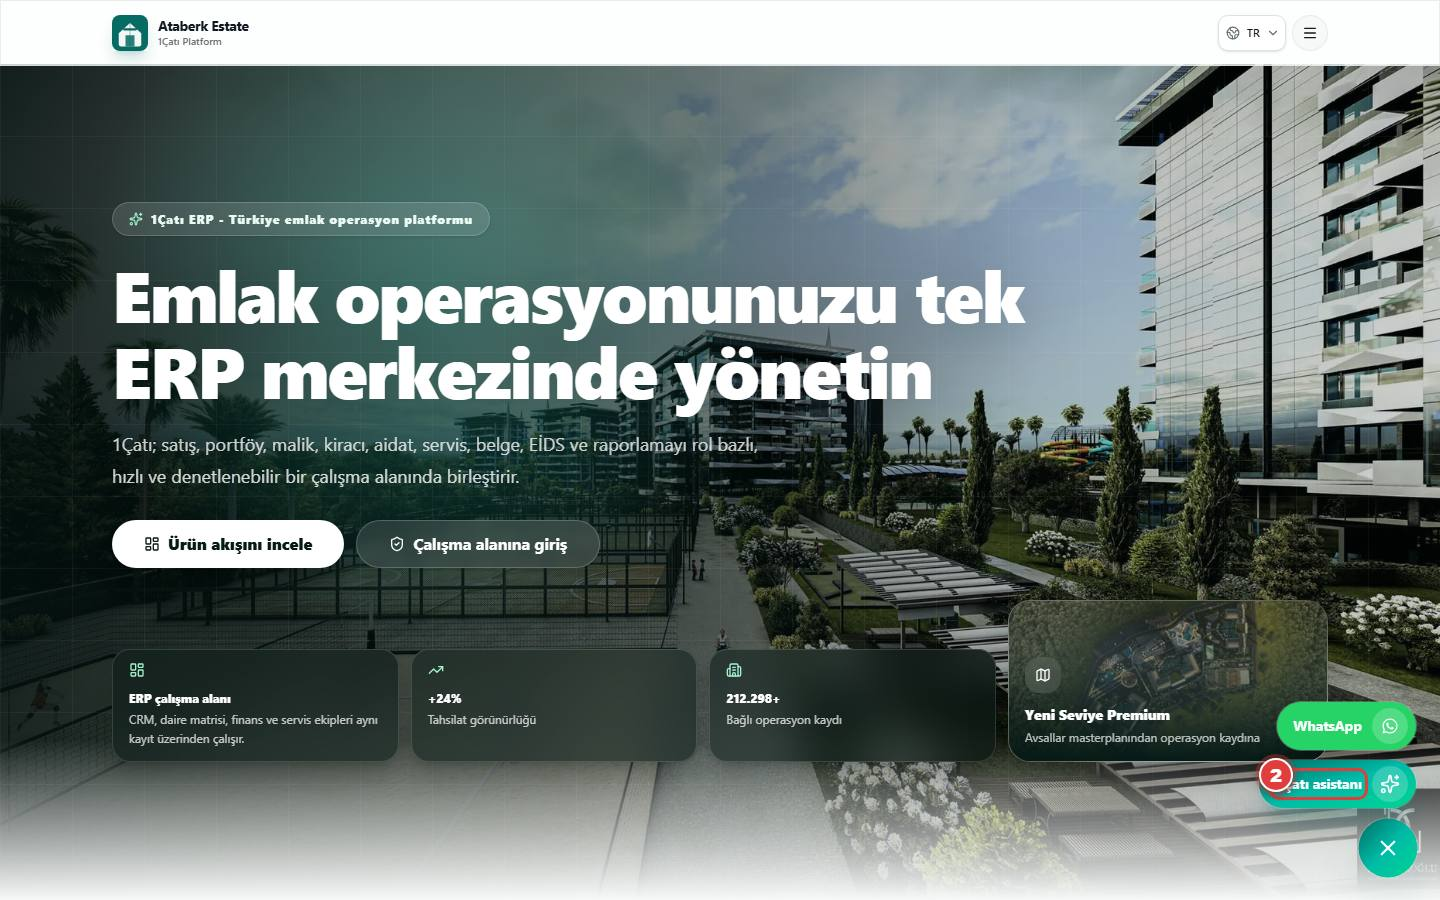 Ataberk Estate
1Çatı Platform
TR
1Çatı ERP - Türkiye emlak operasyon platformu
Emlak operasyonunuzu tek
ERP merkezinde yönetin
1Çatı; satış, portföy, malik, kiracı, aidat, servis, belge, EİDS ve raporlamayı rol bazlı,
hızlı ve denetlenebilir bir çalışma alanında birleştirir.
Ürün akışını incele
Çalışma alanına giriş
ERP çalışma alanı
CRM, daire matrisi, finans ve servis ekipleri aynı
kayıt üzerinden çalışır.
+24%
Tahsilat görünürlüğü
212.298+
Bağlı operasyon kaydı
Yeni Seviye Premium
Avsallar masterplanından operasyon kaydına
WhatsApp
2
asistanı